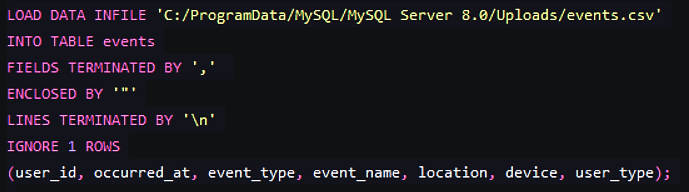 LOAD DATA INFILE 'C:/ProgramData/MySQL/MySQL Server 8.0/Uploads/events.csv'
INTO TABLE events
FIELDS TERMINATED BY ','
ENCLOSED BY '"'
LINES TERMINATED BY '\n'
IGNORE 1 ROWS
(user_id, occurred_at, event_type, event_name, location, device, user_type);